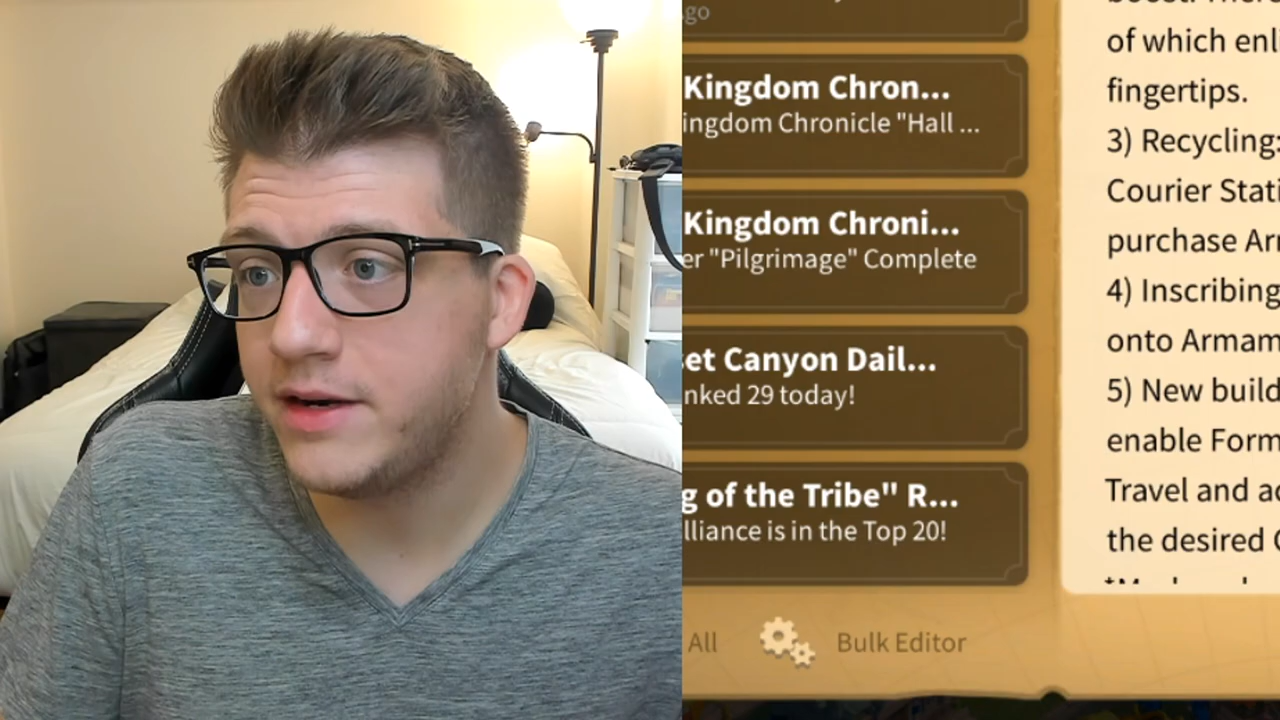 go
Kingdom Chron...
ingdom Chronicle "Hall ...
Kingdom Chroni...
er "Pilgrimage" Complete
et Canyon Dail...
nked 29 today!
g of the Tribe" R...
lliance is in the Top 20!
All
Bulk Editor
of which enl
fingertips.
3) Recycling:
Courier Stati
purchase Arm
4) Inscribing
onto Armam
5) New build
enable Form
Travel and ac
the desired C